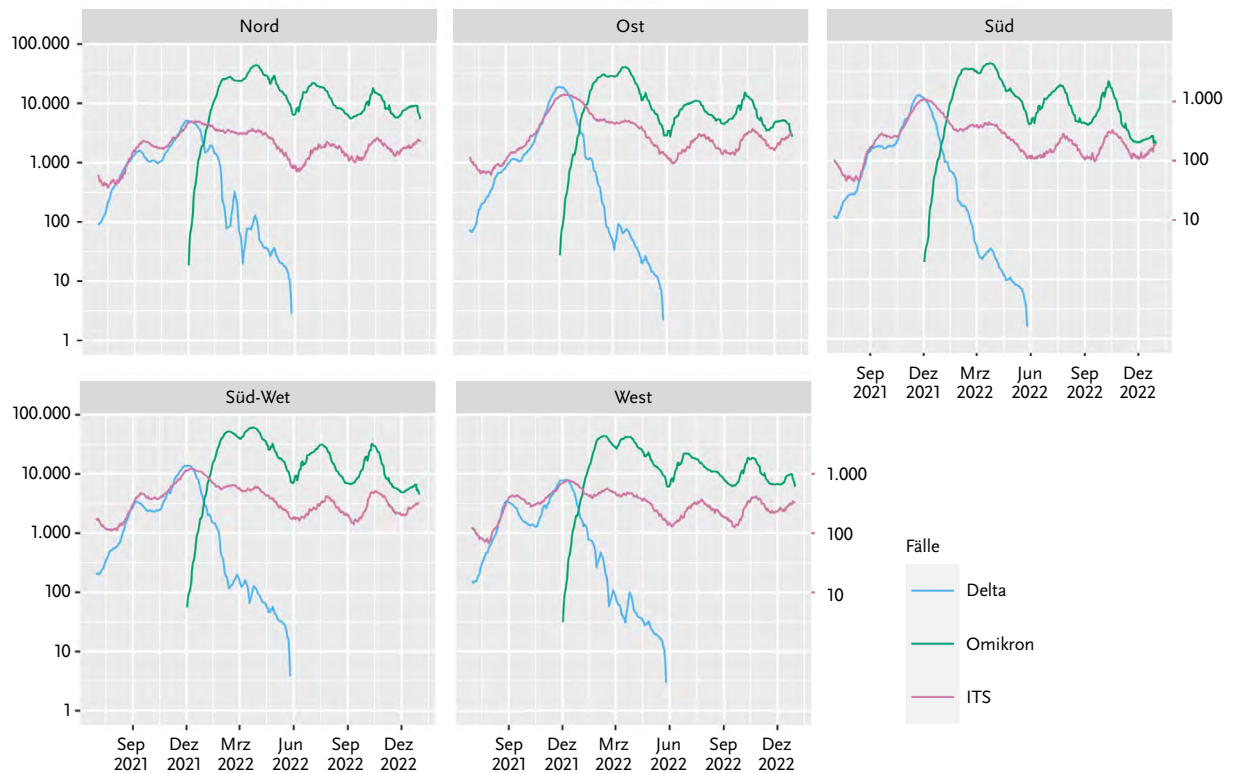 Nord
Ost
Süd
100.000
10.000
1.000
100
10
1
1.000
100
10
Sep 2021
Dez 2021
Mrz 2022
Jun 2022
Sep 2022
Dez 2022
Süd-Wet
West
100.000
10.000
1.000
100
10
1
1.000
100
10
Sep 2021
Dez 2021
Mrz 2022
Jun 2022
Sep 2022
Dez 2022
Sep 2021
Dez 2021
Mrz 2022
Jun 2022
Sep 2022
Dez 2022
Fälle
Delta
Omikron
ITS